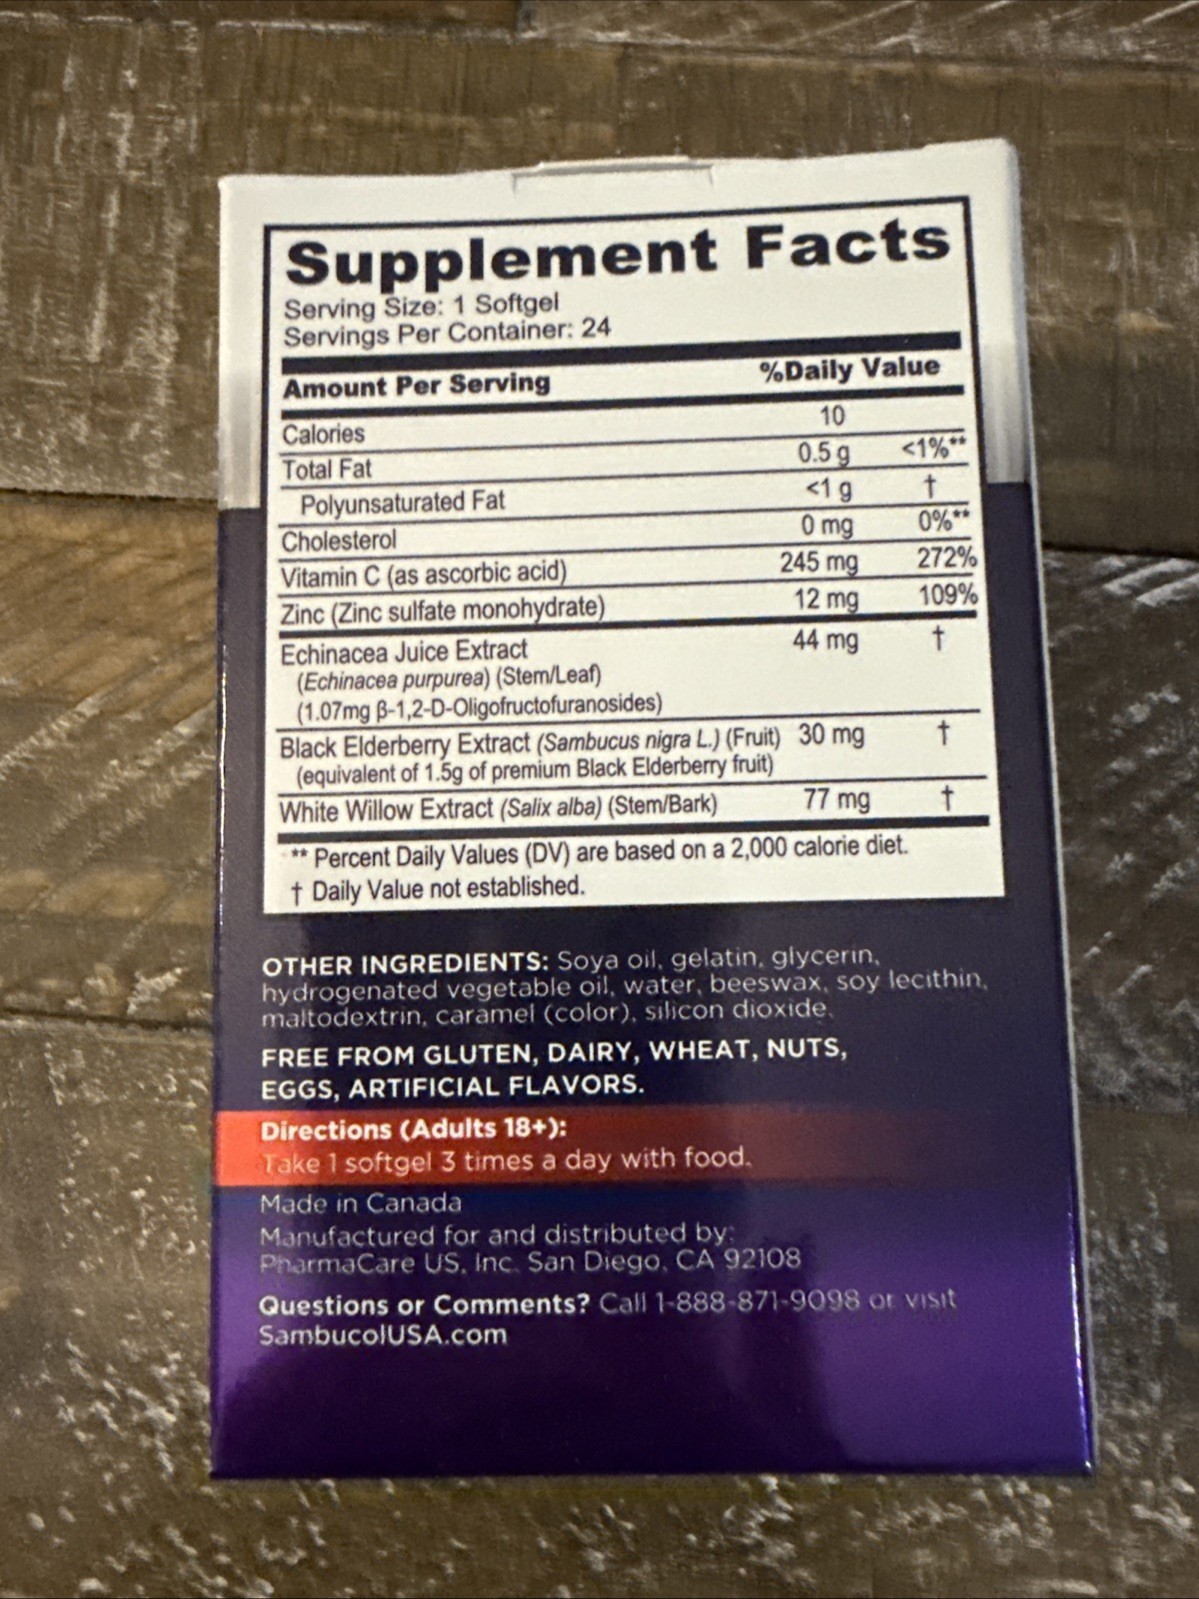 Supplement Facts
Serving Size: 1 Softgel
Servings Per Container: 24
Amount Per Serving %Daily Value
Calories 10
Total Fat 0.5 g <1%**
Polyunsaturated Fat <1 g †
Cholesterol 0 mg 0%**
Vitamin C (as ascorbic acid) 245 mg 272%
Zinc (Zinc sulfate monohydrate) 12 mg 109%
Echinacea Juice Extract 44 mg †
(Echinacea purpurea) (Stem/Leaf)
(1.07mg β-1,2-D-Oligofructofuranosides)
Black Elderberry Extract (Sambucus nigra L.) (Fruit) 30 mg †
(equivalent of 1.5g of premium Black Elderberry fruit)
White Willow Extract (Salix alba) (Stem/Bark) 77 mg †
** Percent Daily Values (DV) are based on a 2,000 calorie diet.
† Daily Value not established.
OTHER INGREDIENTS: Soya oil, gelatin, glycerin,
hydrogenated vegetable oil, water, beeswax, soy lecithin,
maltodextrin, caramel (color), silicon dioxide.
FREE FROM GLUTEN, DAIRY, WHEAT, NUTS,
EGGS, ARTIFICIAL FLAVORS.
Directions (Adults 18+):
Take 1 softgel 3 times a day with food.
Made in Canada
Manufactured for and distributed by:
PharmaCare US, Inc. San Diego, CA 92108
Questions or Comments? Call 1-888-871-9098 or visit
SambucolUSA.com